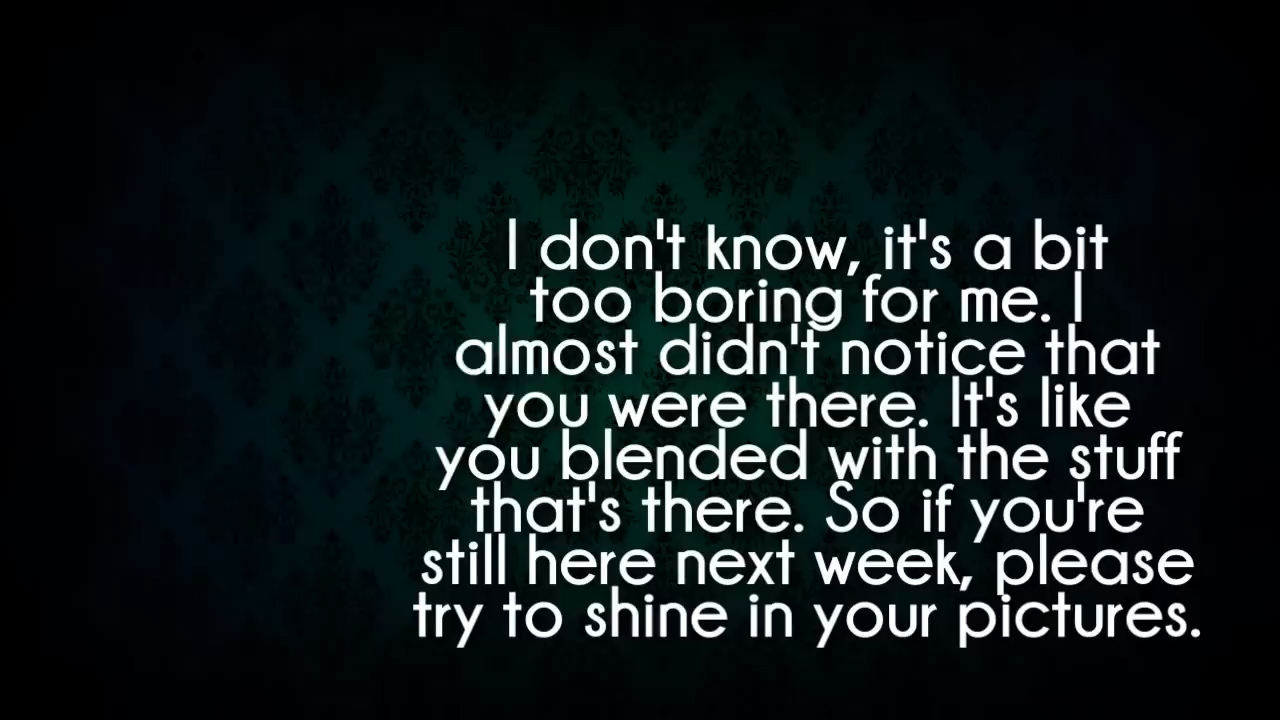 I don't know, it's a bit
too boring for me. I
almost didn't notice that
you were there. It's like
you blended with the stuff
that's there. So if you're
still here next week, please
try to shine in your pictures.